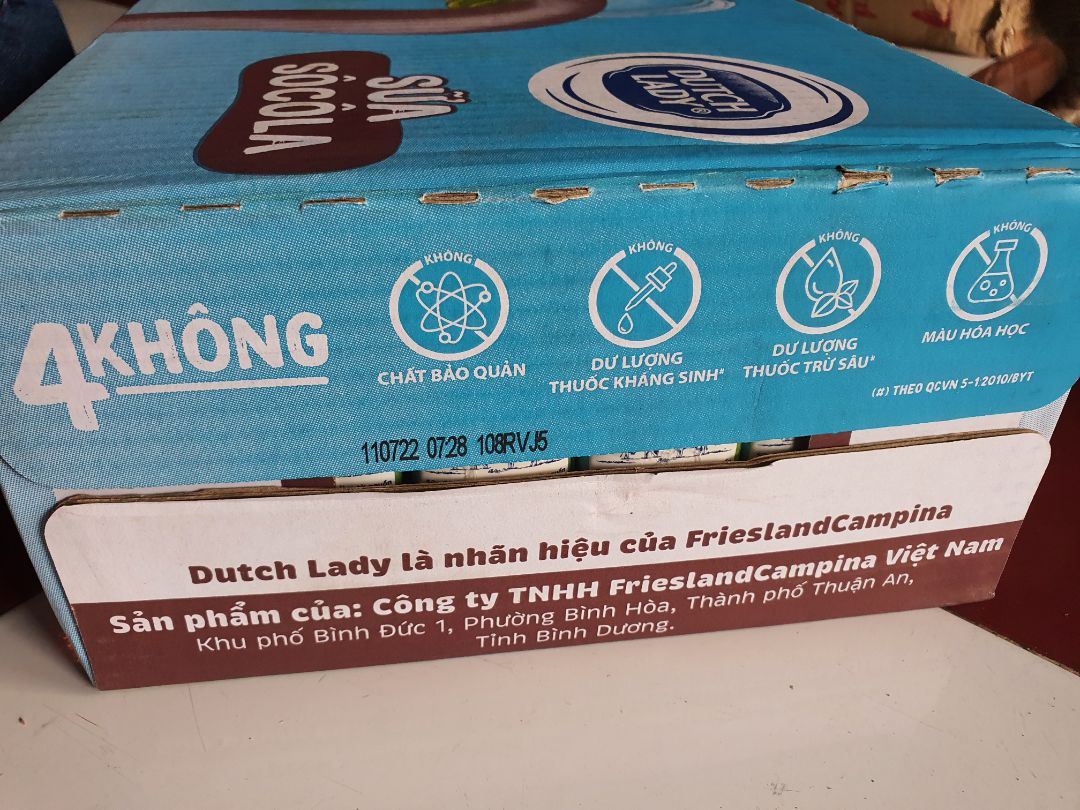 SỮA
SÔCÔLA
DUTCH
LADY®
4KHÔNG
KHÔNG
CHẤT BẢO QUẢN
KHÔNG
DƯ LƯỢNG
THUỐC KHÁNG SINH#
KHÔNG
DƯ LƯỢNG
THUỐC TRỪ SÂU#
KHÔNG
MÀU HÓA HỌC
(#) THEO QCVN 5-1:2010/BYT
110722 0728 108RVJ5
Dutch Lady là nhãn hiệu của FrieslandCampina
Sản phẩm của: Công ty TNHH FrieslandCampina Việt Nam
Khu phố Bình Đức 1, Phường Bình Hòa, Thành phố Thuận An,
Tỉnh Bình Dương.